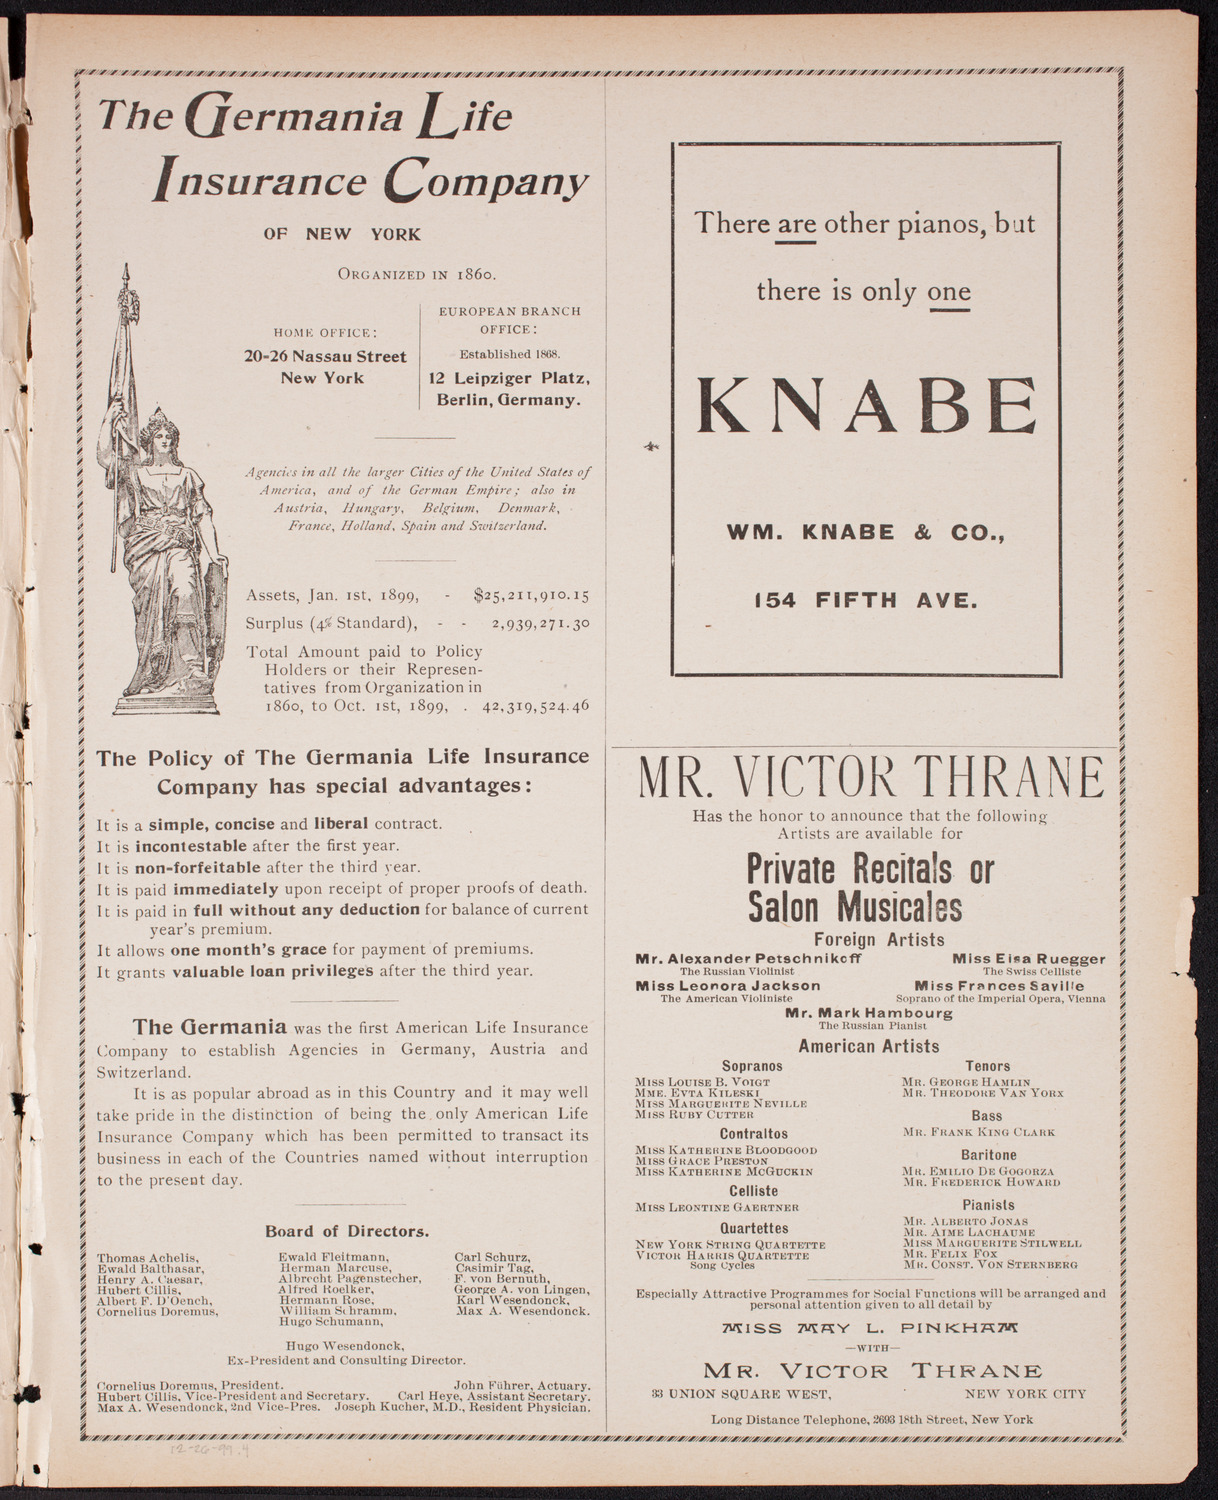 The Germania Life
Insurance Company
OF NEW YORK
ORGANIZED IN 1860.
HOME OFFICE:
20-26 Nassau Street
New York
EUROPEAN BRANCH
OFFICE:
Established 1868.
12 Leipziger Platz,
Berlin, Germany.
Agencies in all the larger Cities of the United States of
America, and of the German Empire; also in
Austria, Hungary, Belgium, Denmark,
France, Holland, Spain and Switzerland.
Assets, Jan. 1st, 1899, - $25,211,910.15
Surplus (4% Standard), - - 2,939,271.30
Total Amount paid to Policy
Holders or their Represen-
tatives from Organization in
1860, to Oct. 1st, 1899, . 42,319,524.46
The Policy of The Germania Life Insurance
Company has special advantages:
It is a simple, concise and liberal contract.
It is incontestable after the first year.
It is non-forfeitable after the third year.
It is paid immediately upon receipt of proper proofs of death.
It is paid in full without any deduction for balance of current
year's premium.
It allows one month's grace for payment of premiums.
It grants valuable loan privileges after the third year.
The Germania was the first American Life Insurance
Company to establish Agencies in Germany, Austria and
Switzerland.
It is as popular abroad as in this Country and it may well
take pride in the distinction of being the only American Life
Insurance Company which has been permitted to transact its
business in each of the Countries named without interruption
to the present day.
Board of Directors.
Thomas Achelis,
Ewald Balthasar,
Henry A. Caesar,
Hubert Cillis,
Albert F. D'Oench,
Cornelius Doremus,
Ewald Fleitmann,
Herman Marcuse,
Albrecht Pagenstecher,
Alfred Roelker,
Hermann Rose,
William Schramm,
Hugo Schumann,
Carl Schurz,
Casimir Tag,
F. von Bernuth,
George A. von Lingen,
Karl Wesendonck,
Max A. Wesendonck.
Hugo Wesendonck,
Ex-President and Consulting Director.
Cornelius Doremus, President. John Führer, Actuary.
Hubert Cillis, Vice-President and Secretary. Carl Heye, Assistant Secretary.
Max A. Wesendonck, 2nd Vice-Pres. Joseph Kucher, M.D., Resident Physician.
12-26-99.4
There are other pianos, but
there is only one
KNABE
WM. KNABE & CO.,
154 FIFTH AVE.
MR. VICTOR THRANE
Has the honor to announce that the following
Artists are available for
Private Recitals or
Salon Musicales
Foreign Artists
Mr. Alexander Petschnikoff
The Russian Violinist
Miss Elsa Ruegger
The Swiss Celliste
Miss Leonora Jackson
The American Violiniste
Miss Frances Saville
Soprano of the Imperial Opera, Vienna
Mr. Mark Hambourg
The Russian Pianist
American Artists
Sopranos
MISS LOUISE B. VOIGT
MME. EVTA KILESKI
MISS MARGUERITE NEVILLE
MISS RUBY CUTTER
Contraltos
MISS KATHERINE BLOODGOOD
MISS GRACE PRESTON
MISS KATHERINE MCGUCKIN
Celliste
MISS LEONTINE GAERTNER
Quartettes
NEW YORK STRING QUARTETTE
VICTOR HARRIS QUARTETTE
Song Cycles
Tenors
MR. GEORGE HAMLIN
MR. THEODORE VAN YORX
Bass
MR. FRANK KING CLARK
Baritone
MR. EMILIO DE GOGORZA
MR. FREDERICK HOWARD
Pianists
MR. ALBERTO JONAS
MR. AIME LACHAUME
MISS MARGUERITE STILWELL
MR. FELIX FOX
MR. CONST. VON STERNBERG
Especially Attractive Programmes for Social Functions will be arranged and
personal attention given to all detail by
MISS MAY L. PINKHAM
—WITH—
MR. VICTOR THRANE
33 UNION SQUARE WEST, NEW YORK CITY
Long Distance Telephone, 2693 18th Street, New York